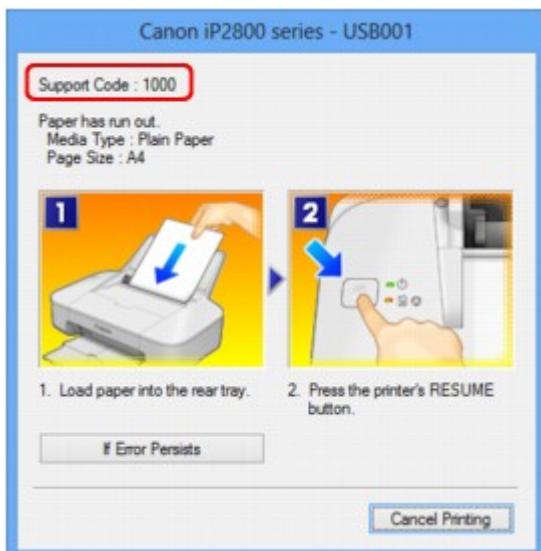 Canon iP2800 series - USB001
Support Code : 1000
Paper has run out.
Media Type : Plain Paper
Page Size : A4
1
2
1. Load paper into the rear tray.
2. Press the printer's RESUME
button.
If Error Persists
Cancel Printing